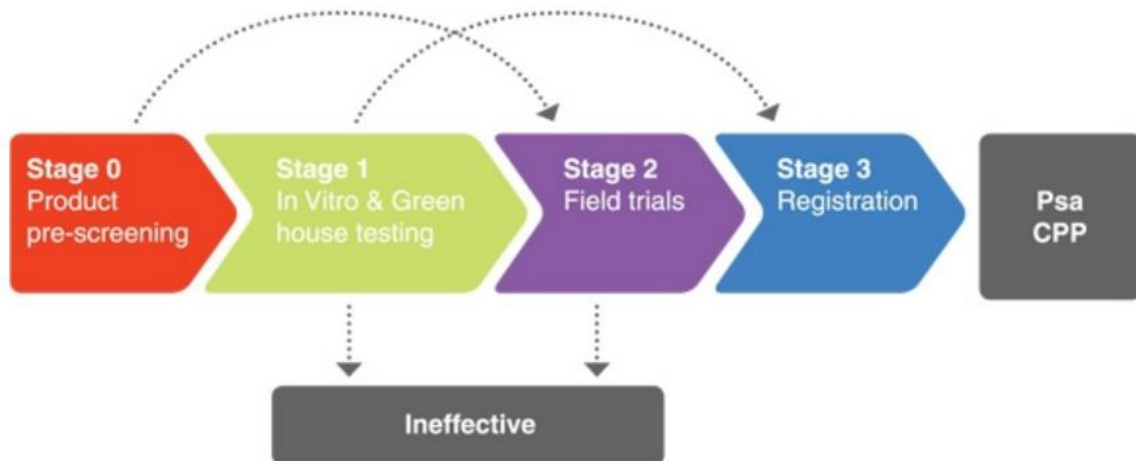 Stage 0
Product
pre-screening
Stage 1
In Vitro & Green
house testing
Stage 2
Field trials
Stage 3
Registration
Psa
CPP
Ineffective